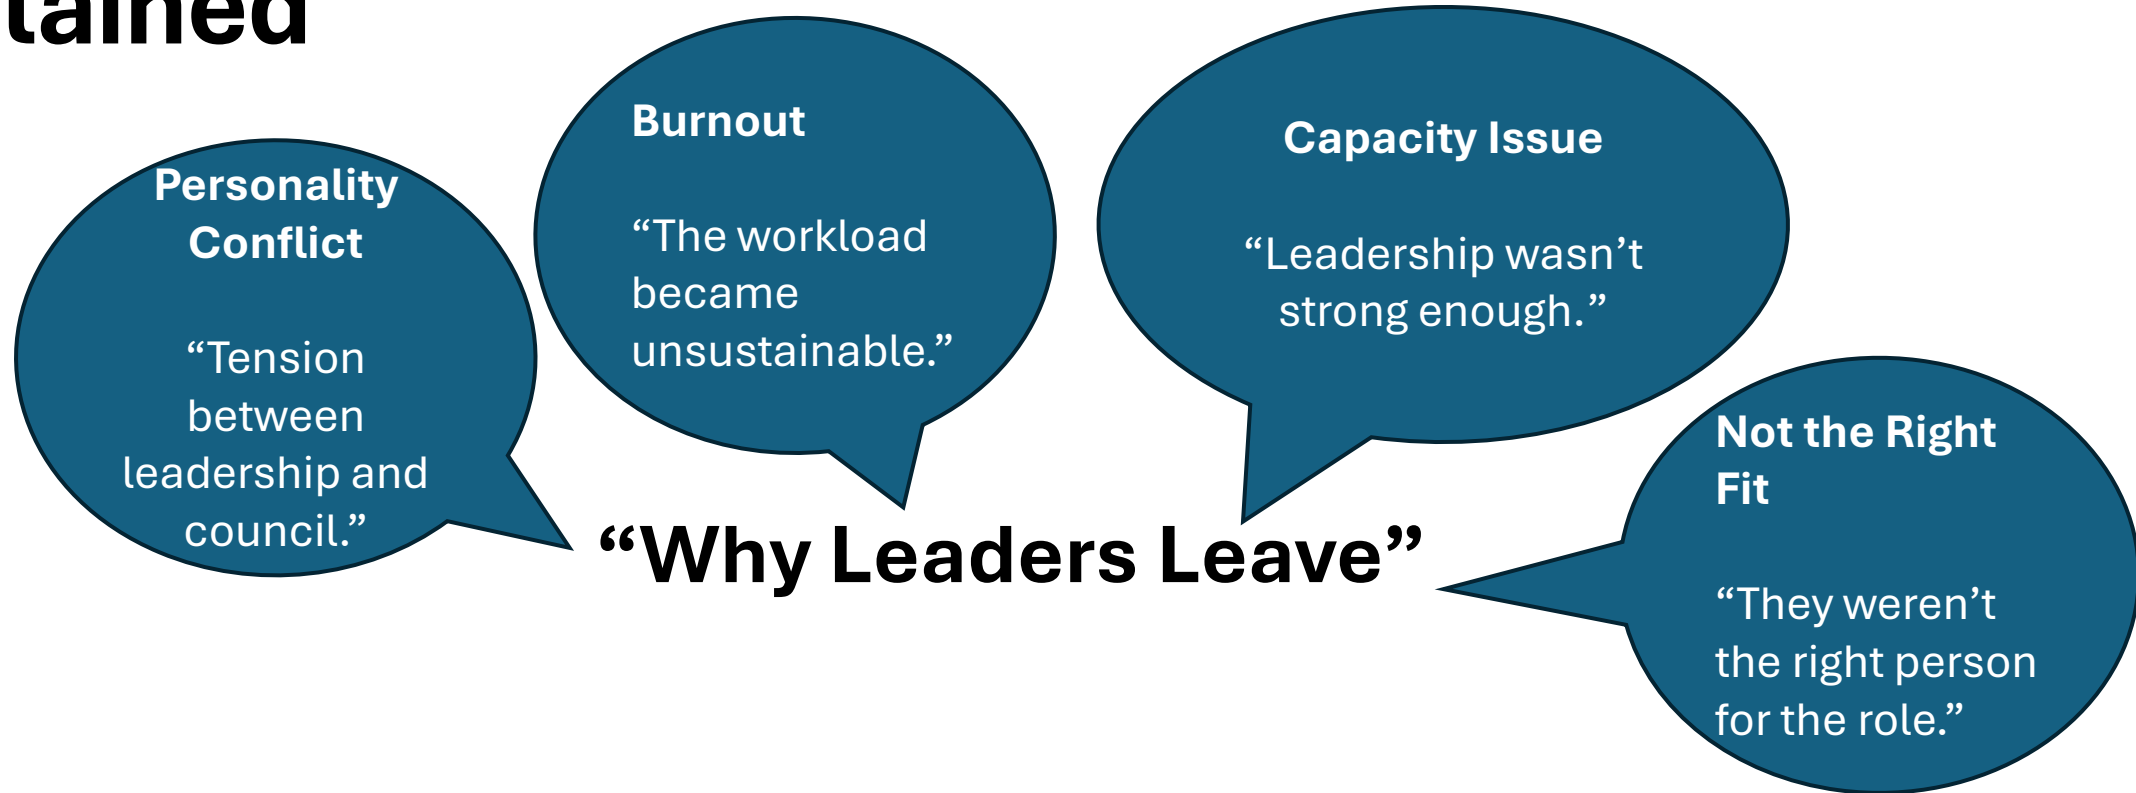 tained
Personality
Conflict
“Tension
between
leadership and
council.”
Burnout
“The workload
became
unsustainable.”
Capacity Issue
“Leadership wasn’t
strong enough.”
Not the Right
Fit
“They weren’t
the right person
for the role.”
“Why Leaders Leave”